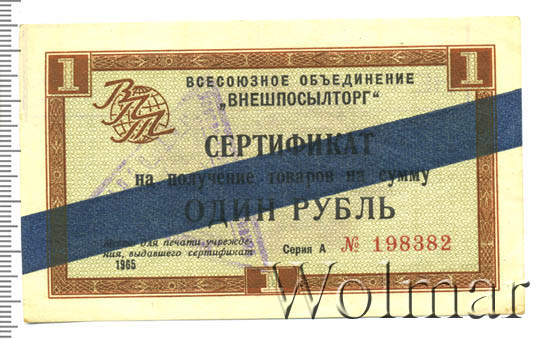 1
1
ВПТ
ВСЕСОЮЗНОЕ ОБЪЕДИНЕНИЕ
„ВНЕШПОСЫЛТОРГ“
СЕРТИФИКАТ
на получение товаров на сумму
ОДИН РУБЛЬ
Место для печати учрежде-
ния, выдавшего сертификат
1965
Серия А № 198382
1
Wolmar